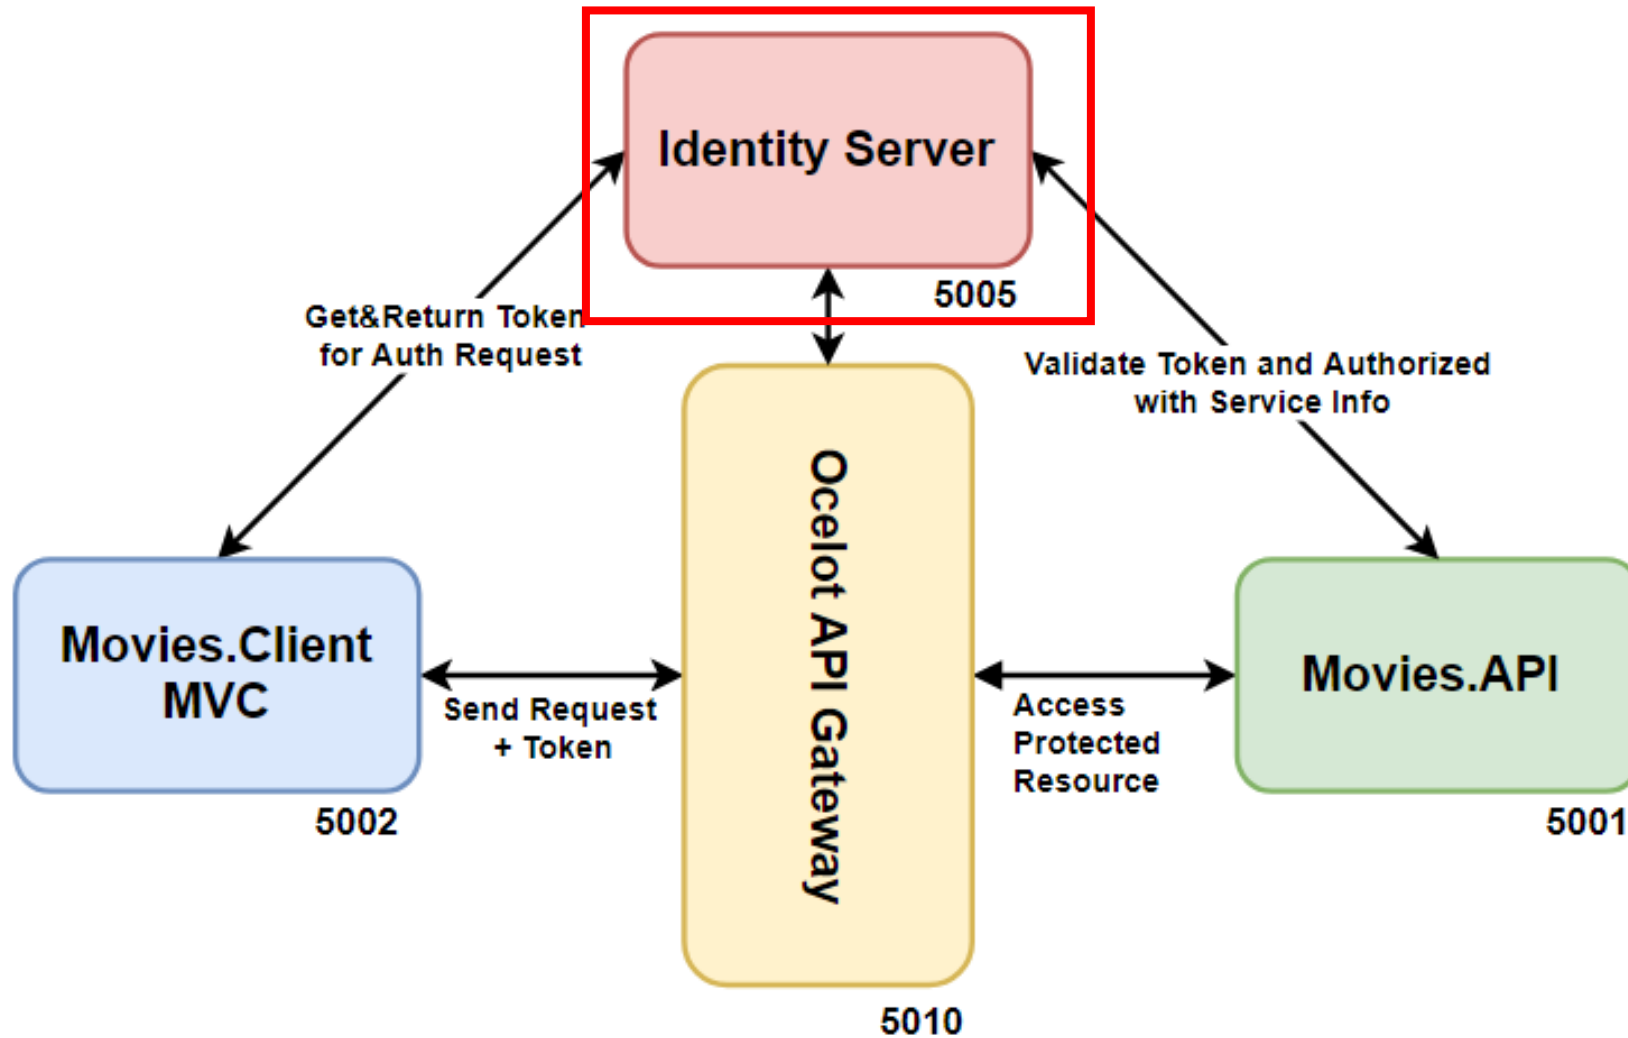 Identity Server
5005
Get&Return Token
for Auth Request
Validate Token and Authorized
with Service Info
Ocelot API Gateway
Movies.Client
MVC
Send Request
+ Token
Access
Protected
Resource
Movies.API
5002
5001
5010